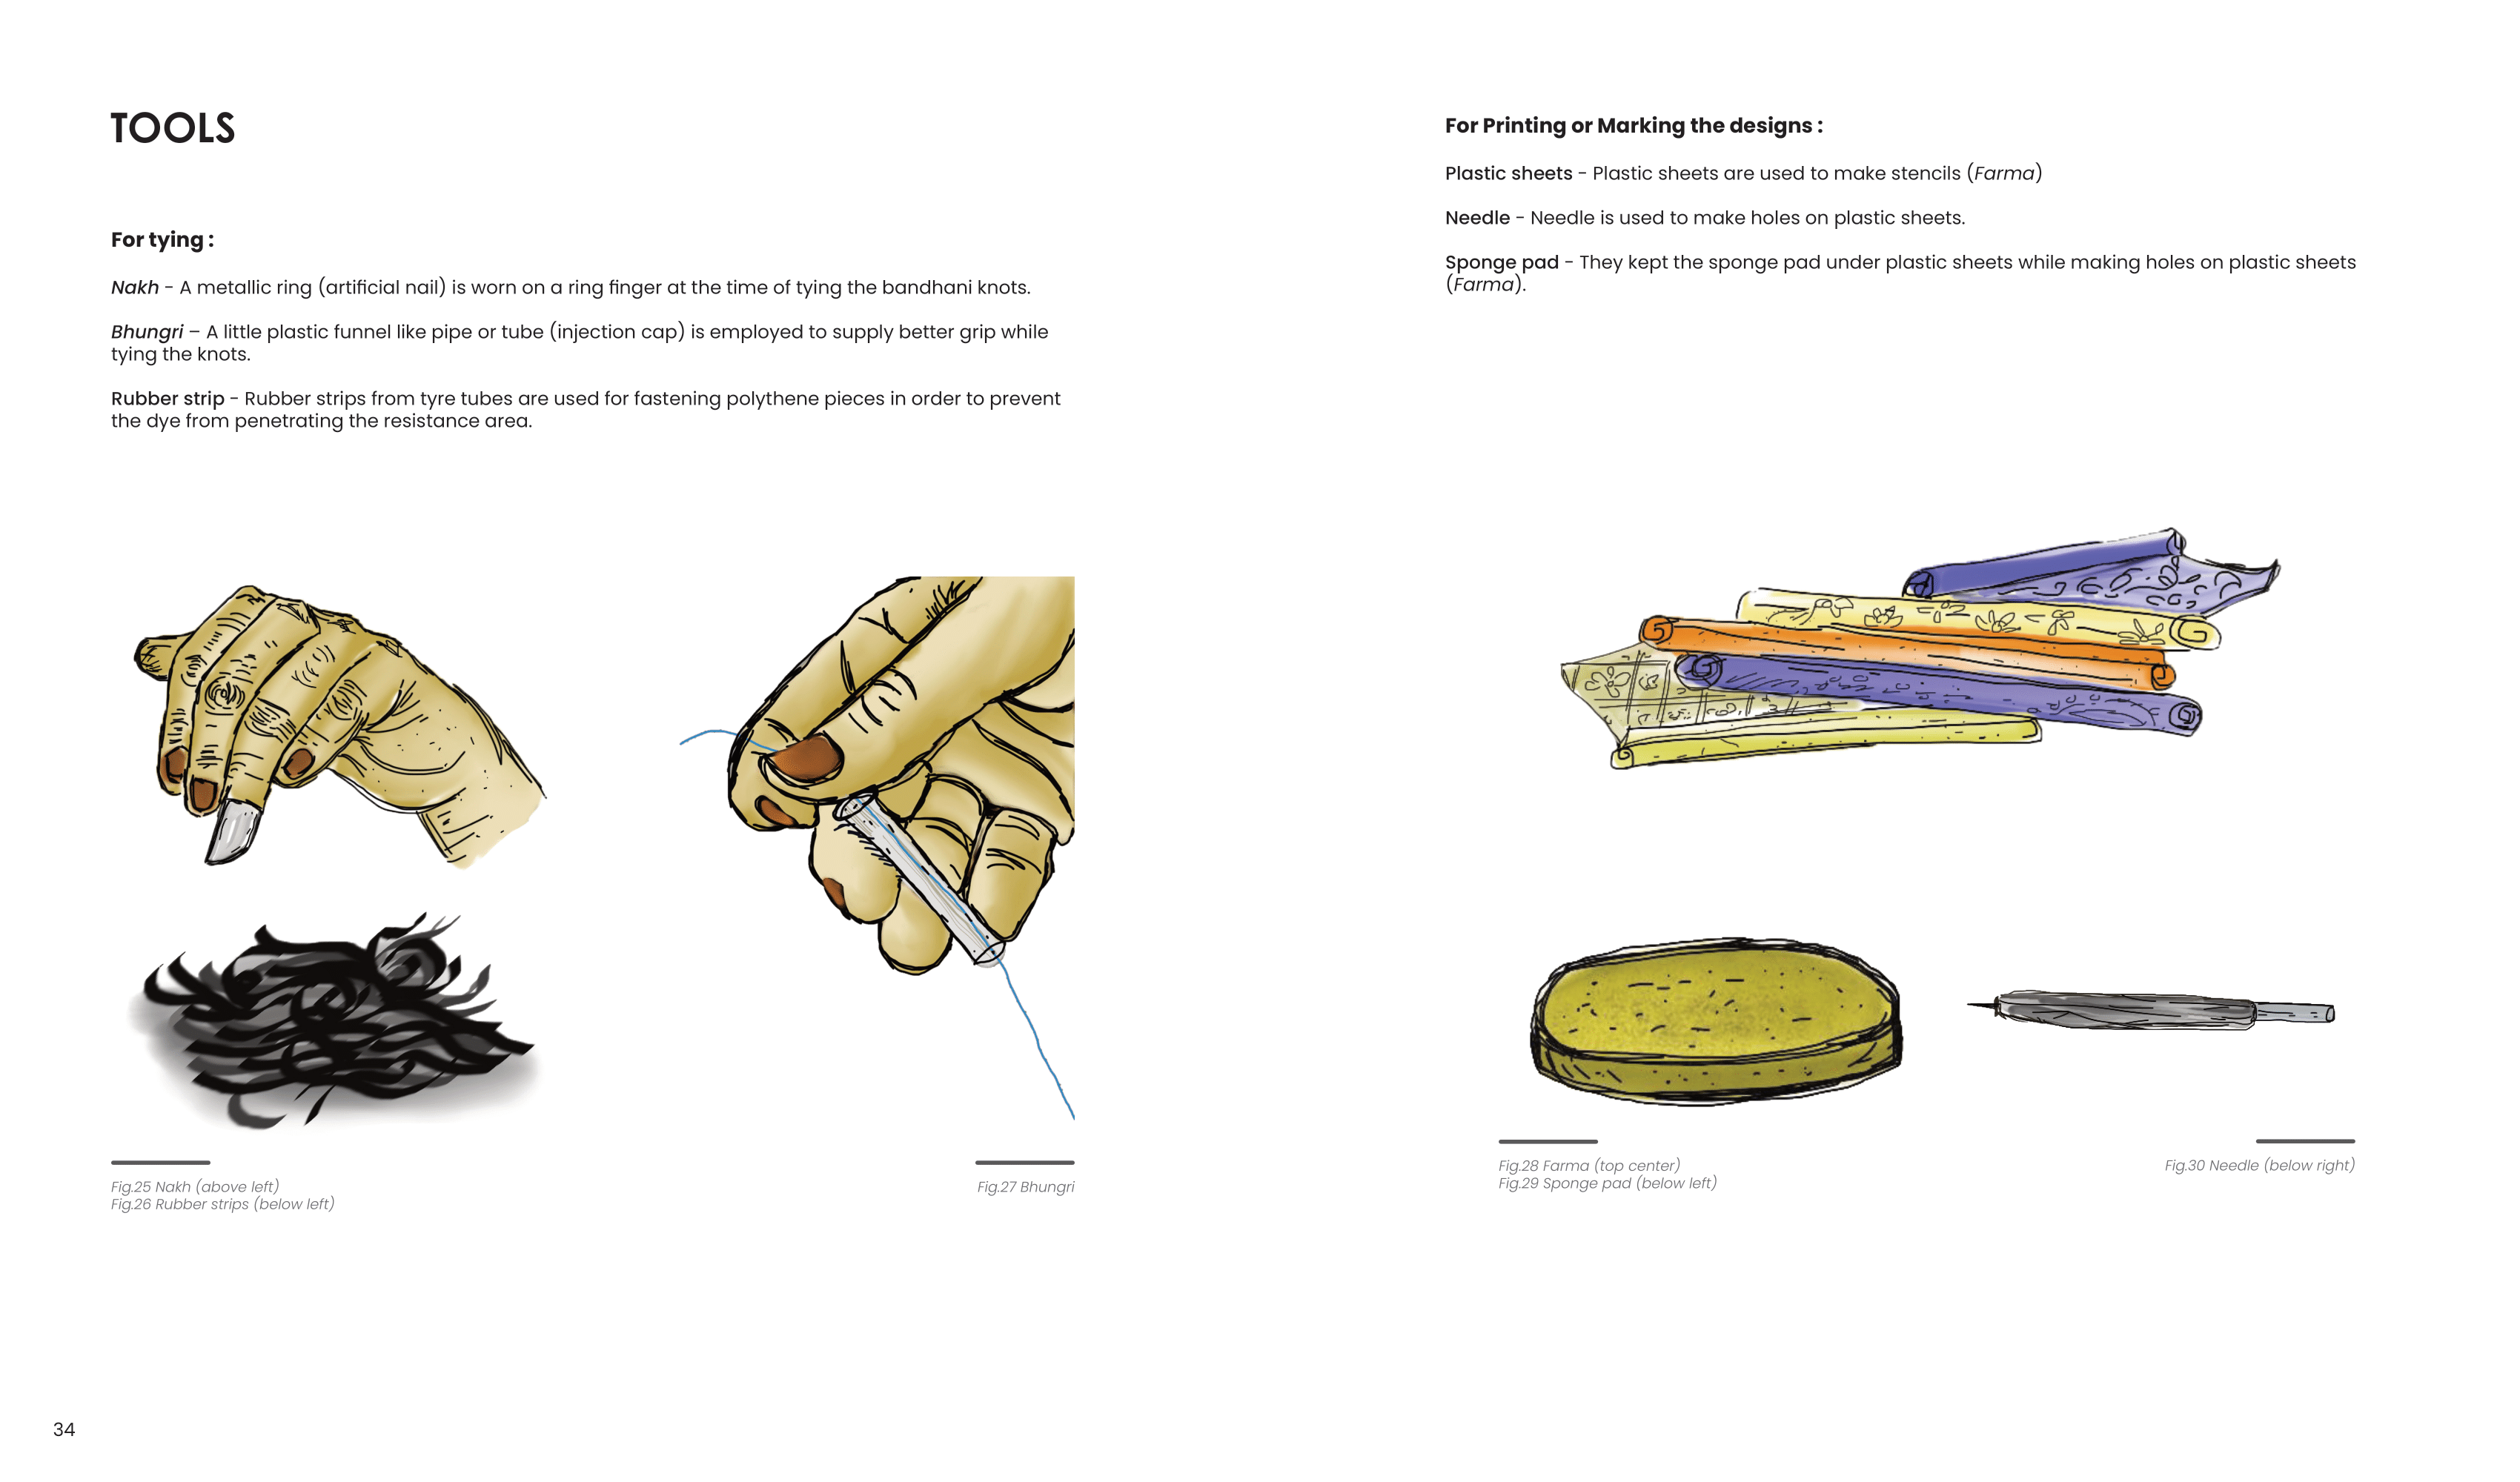 TOOLS
For tying :
Nakh - A metallic ring (artificial nail) is worn on a ring finger at the time of tying the bandhani knots.
Bhungri – A little plastic funnel like pipe or tube (injection cap) is employed to supply better grip while
tying the knots.
Rubber strip - Rubber strips from tyre tubes are used for fastening polythene pieces in order to prevent
the dye from penetrating the resistance area.
Fig.25 Nakh (above left)
Fig.26 Rubber strips (below left)
Fig.27 Bhungri
34
For Printing or Marking the designs :
Plastic sheets - Plastic sheets are used to make stencils (Farma)
Needle - Needle is used to make holes on plastic sheets.
Sponge pad - They kept the sponge pad under plastic sheets while making holes on plastic sheets
(Farma).
Fig.28 Farma (top center)
Fig.29 Sponge pad (below left)
Fig.30 Needle (below right)